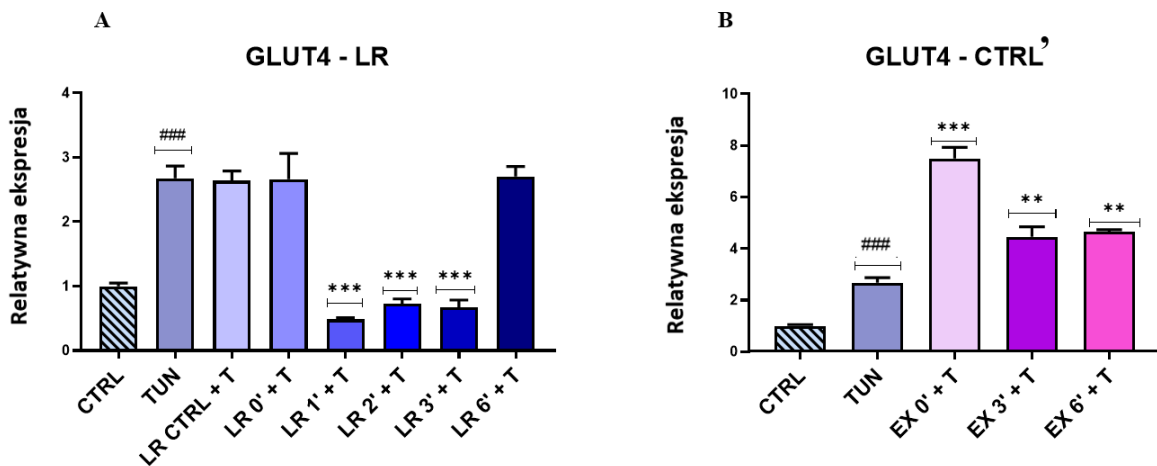 A
GLUT4 - LR
Relatywna ekspresja
4
3
2
1
0
###
***
***
***
CTRL
TUN
LR CTRL + T
LR 0' + T
LR 1' + T
LR 2' + T
LR 3' + T
LR 6' + T
B
GLUT4 - CTRL’
Relatywna ekspresja
10
8
6
4
2
0
###
***
**
**
CTRL
TUN
EX 0' + T
EX 3' + T
EX 6' + T